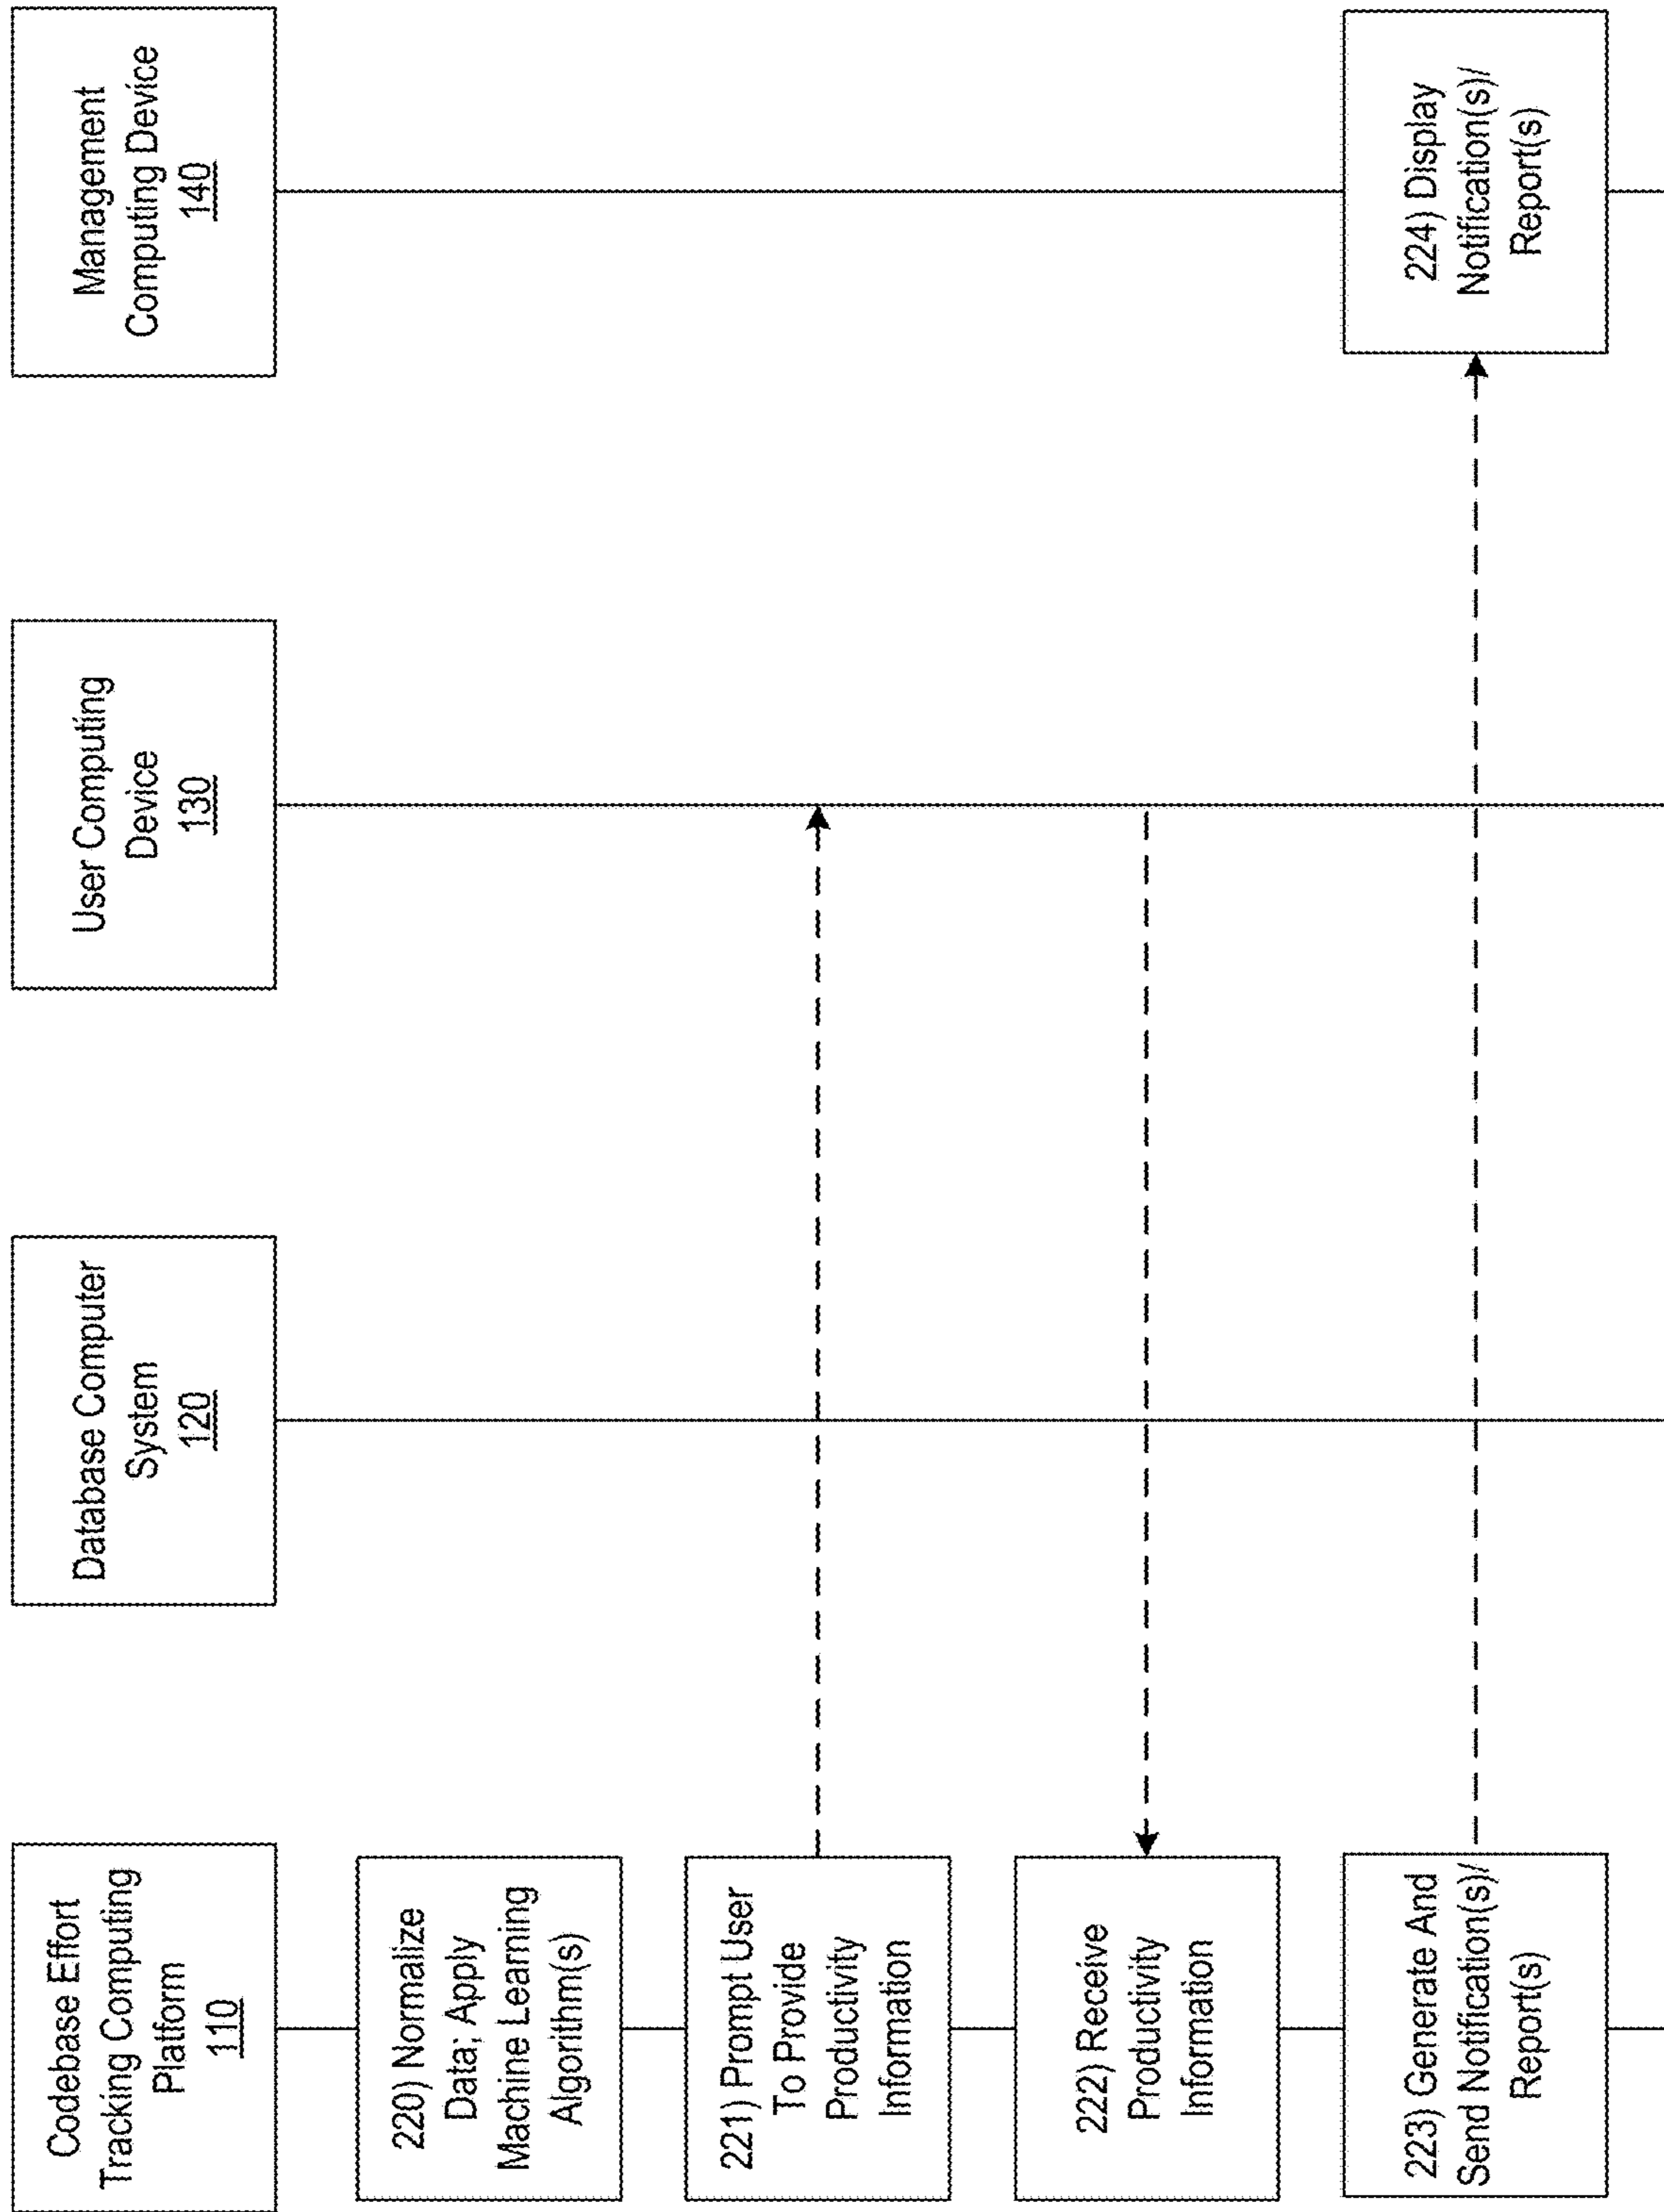 Codebase Effort
Tracking Computing
Platform
110
Database Computer
System
120
User Computing
Device
130
Management
Computing Device
140
220) Normalize
Data; Apply
Machine Learning
Algorithm(s)
221) Prompt User
To Provide
Productivity
Information
222) Receive
Productivity
Information
223) Generate And
Send Notification(s)/
Report(s)
224) Display
Notification(s)/
Report(s)